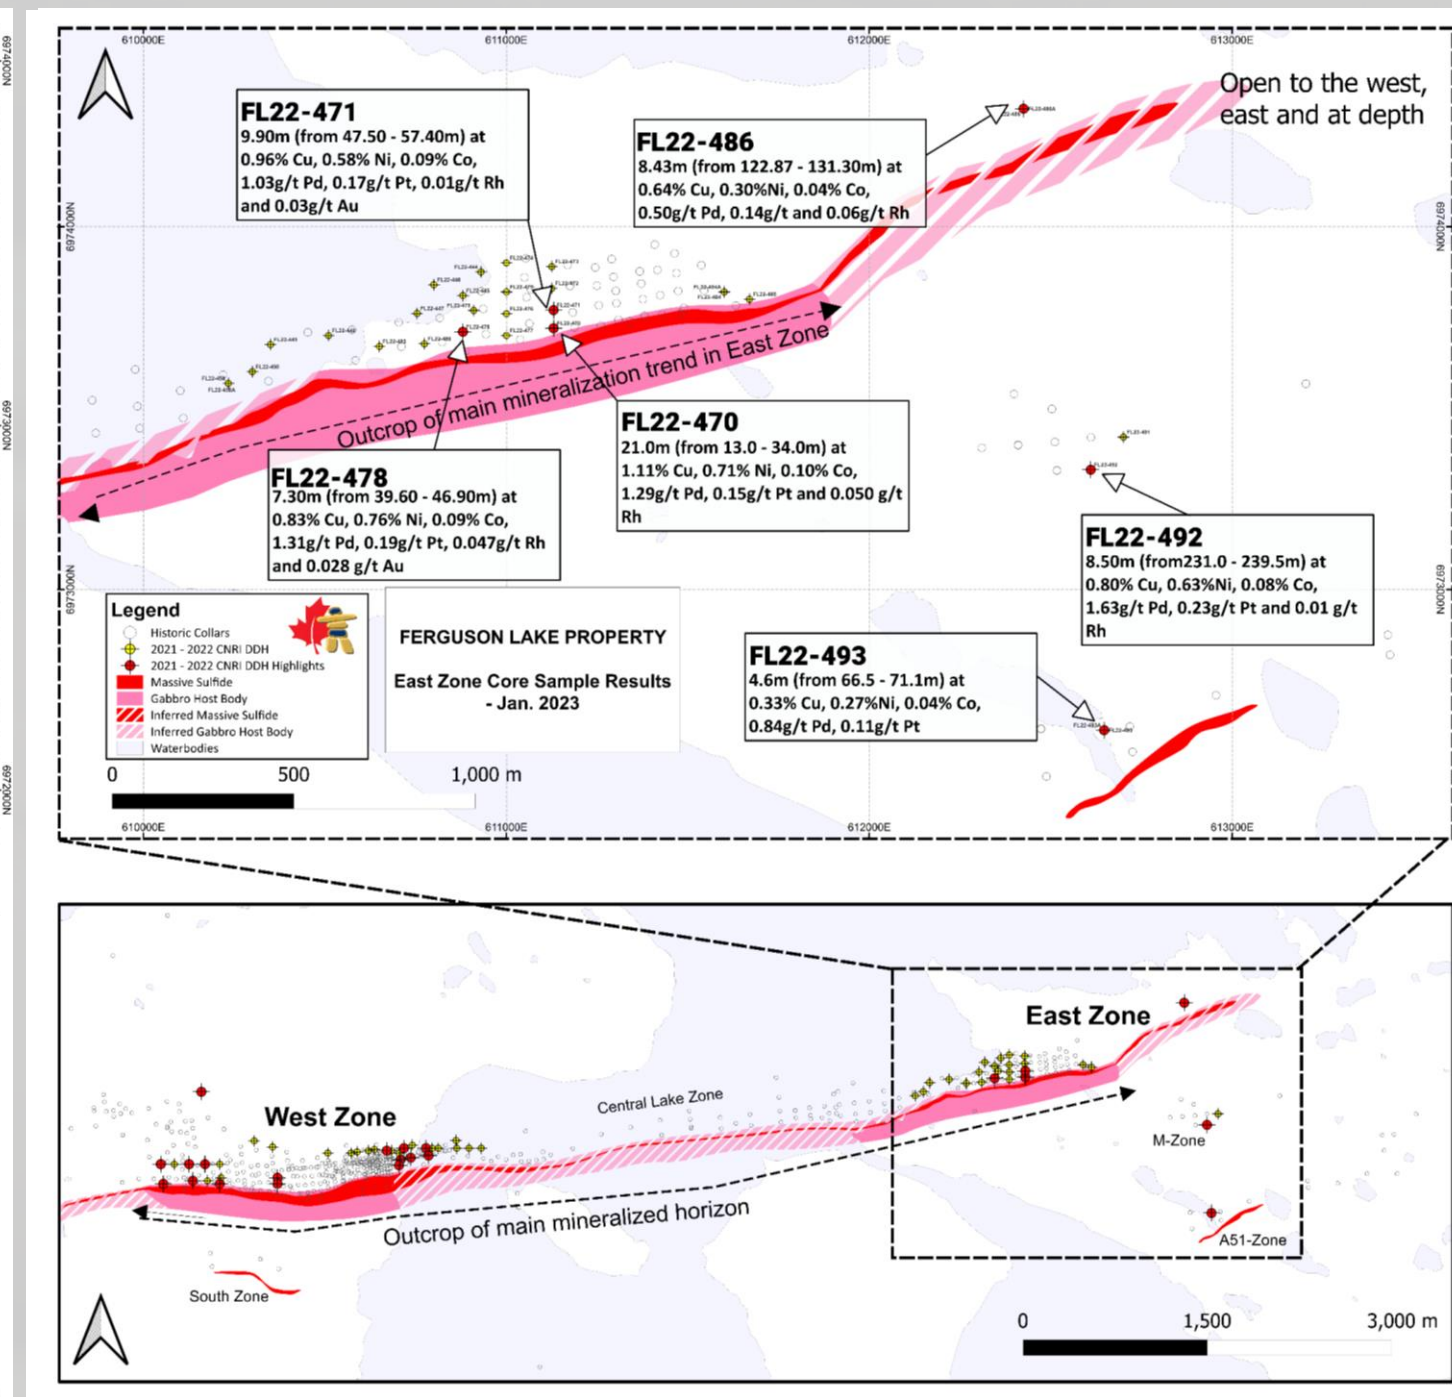 610000E
611000E
612000E
613000E
6974000N
Open to the west,
east and at depth
FL22-471
9.90m (from 47.50 - 57.40m) at
0.96% Cu, 0.58% Ni, 0.09% Co,
1.03g/t Pd, 0.17g/t Pt, 0.01g/t Rh
and 0.03g/t Au
FL22-486
8.43m (from 122.87 - 131.30m) at
0.64% Cu, 0.30%Ni, 0.04% Co,
0.50g/t Pd, 0.14g/t and 0.06g/t Rh
6974000N
6974000N
6973000N
Outcrop of main mineralization trend in East Zone
FL22-470
21.0m (from 13.0 - 34.0m) at
1.11% Cu, 0.71% Ni, 0.10% Co,
1.29g/t Pd, 0.15g/t Pt and 0.050 g/t
Rh
FL22-478
7.30m (from 39.60 - 46.90m) at
0.83% Cu, 0.76% Ni, 0.09% Co,
1.31g/t Pd, 0.19g/t Pt, 0.047g/t Rh
and 0.028 g/t Au
FL22-492
8.50m (from231.0 - 239.5m) at
0.80% Cu, 0.63%Ni, 0.08% Co,
1.63g/t Pd, 0.23g/t Pt and 0.01 g/t
Rh
6973000N
6973000N
FL22-493
4.6m (from 66.5 - 71.1m) at
0.33% Cu, 0.27%Ni, 0.04% Co,
0.84g/t Pd, 0.11g/t Pt
Legend
Historic Collars
2021 - 2022 CNRI DDH
2021 - 2022 CNRI DDH Highlights
Massive Sulfide
Gabbro Host Body
Inferred Massive Sulfide
Inferred Gabbro Host Body
Waterbodies
FERGUSON LAKE PROPERTY
East Zone Core Sample Results
- Jan. 2023
6972000N
0 500 1,000 m
610000E
611000E
612000E
613000E
East Zone
Central Lake Zone
West Zone
M-Zone
Outcrop of main mineralized horizon
A51-Zone
South Zone
0 1,500 3,000 m